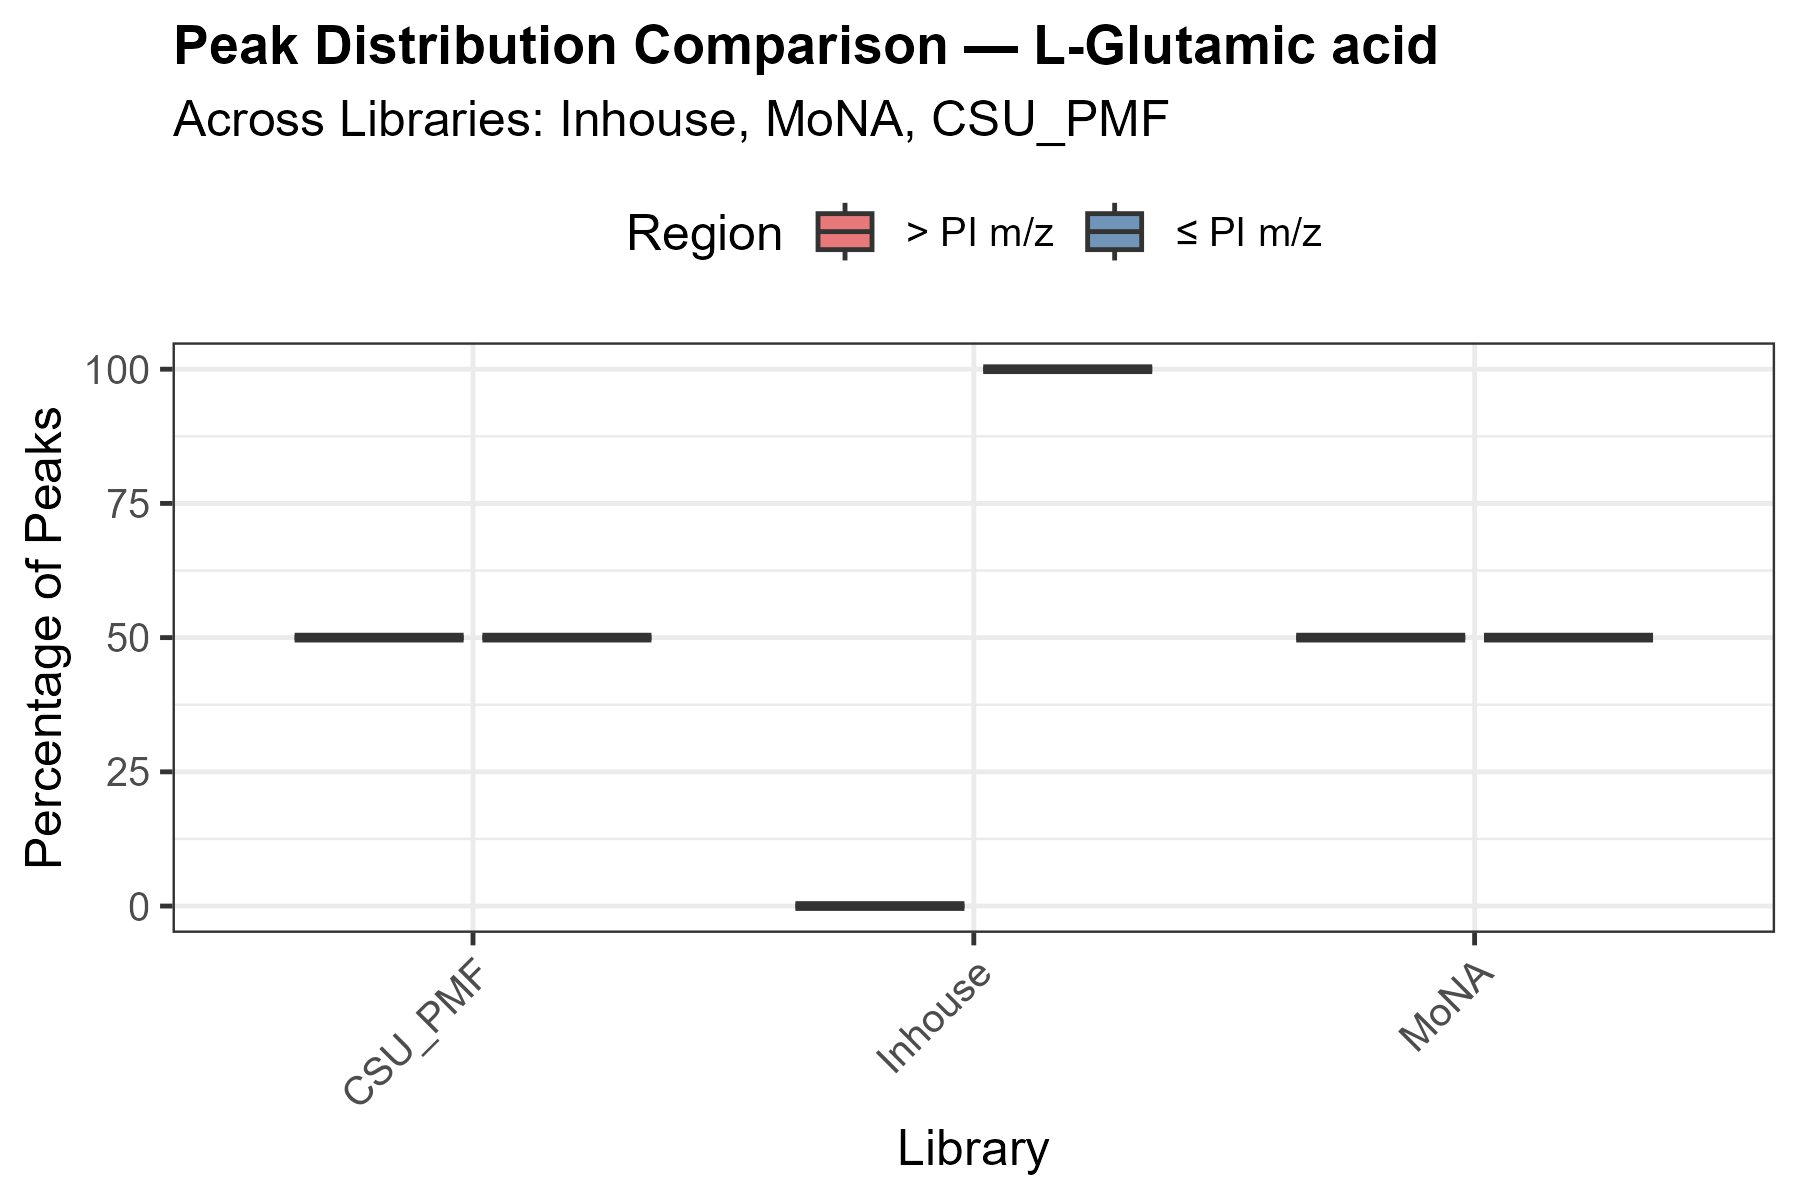 Peak Distribution Comparison — L-Glutamic acid
Across Libraries: Inhouse, MoNA, CSU_PMF
Region > PI m/z ≤ PI m/z
Percentage of Peaks
100
75
50
25
0
CSU_PMF Inhouse MoNA
Library